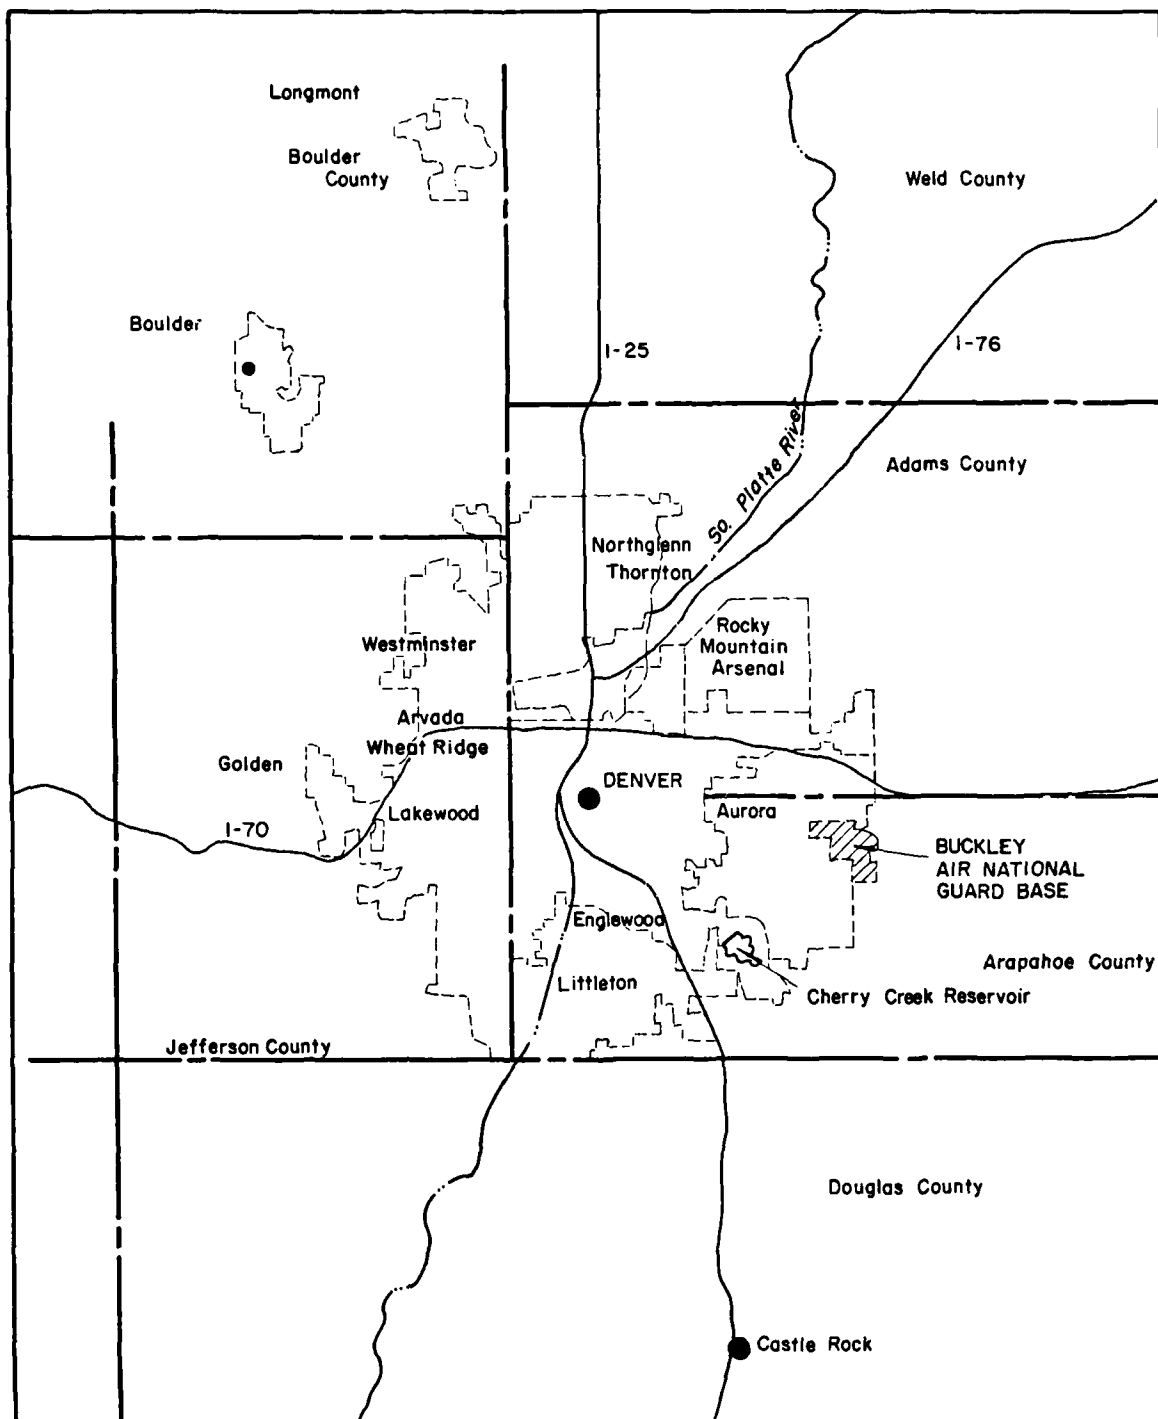 Longmont
Boulder
County
Weld County
Boulder
I-25
I-76
So. Platte River
Adams County
Northglenn
Thornton
Rocky
Mountain
Arsenal
Westminster
Arvada
Wheat Ridge
Golden
DENVER
Lakewood
Aurora
I-70
BUCKLEY
AIR NATIONAL
GUARD BASE
Englewood
Arapahoe County
Littleton
Cherry Creek Reservoir
Jefferson County
Douglas County
Castle Rock